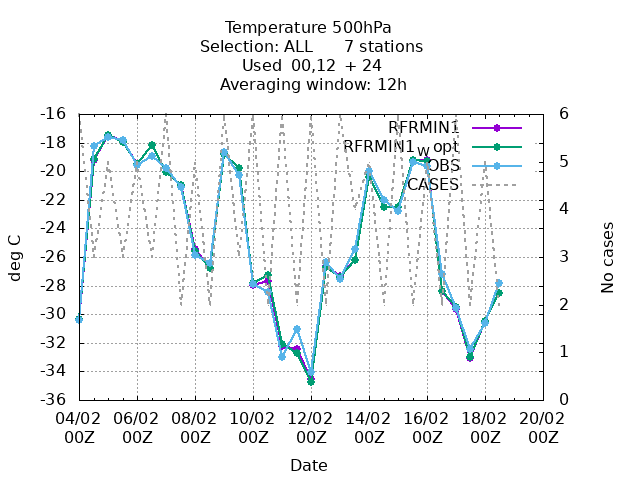 Temperature 500hPa
Selection: ALL 7 stations
Used 00,12 + 24
Averaging window: 12h
-16 6
RFRMIN1
-18
RFRMIN1_W_opt
-20 5
OBS
CASES
-22
-24 4
-26 3
-28
-30 2
-32
-34 1
-36 0
deg C
No cases
04/02 06/02 08/02 10/02 12/02 14/02 16/02 18/02 20/02
00Z 00Z 00Z 00Z 00Z 00Z 00Z 00Z 00Z
Date